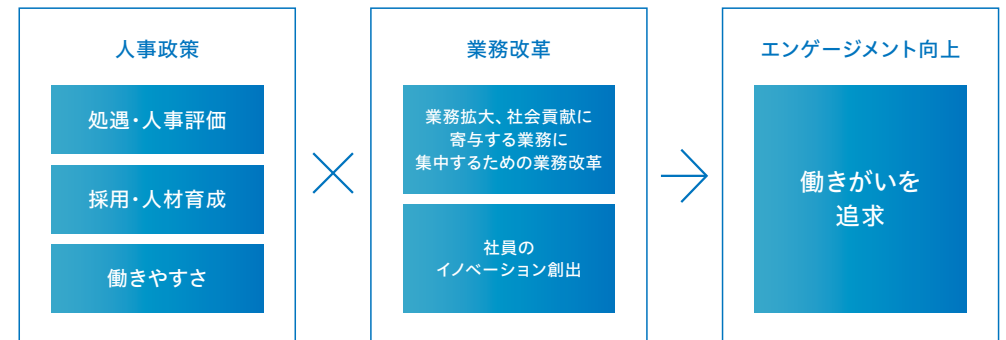 人事政策
処遇・人事評価
採用・人材育成
働きやすさ
業務改革
業務拡大、社会貢献に
寄与する業務に
集中するための業務改革
社員の
イノベーション創出
エンゲージメント向上
働きがいを
追求